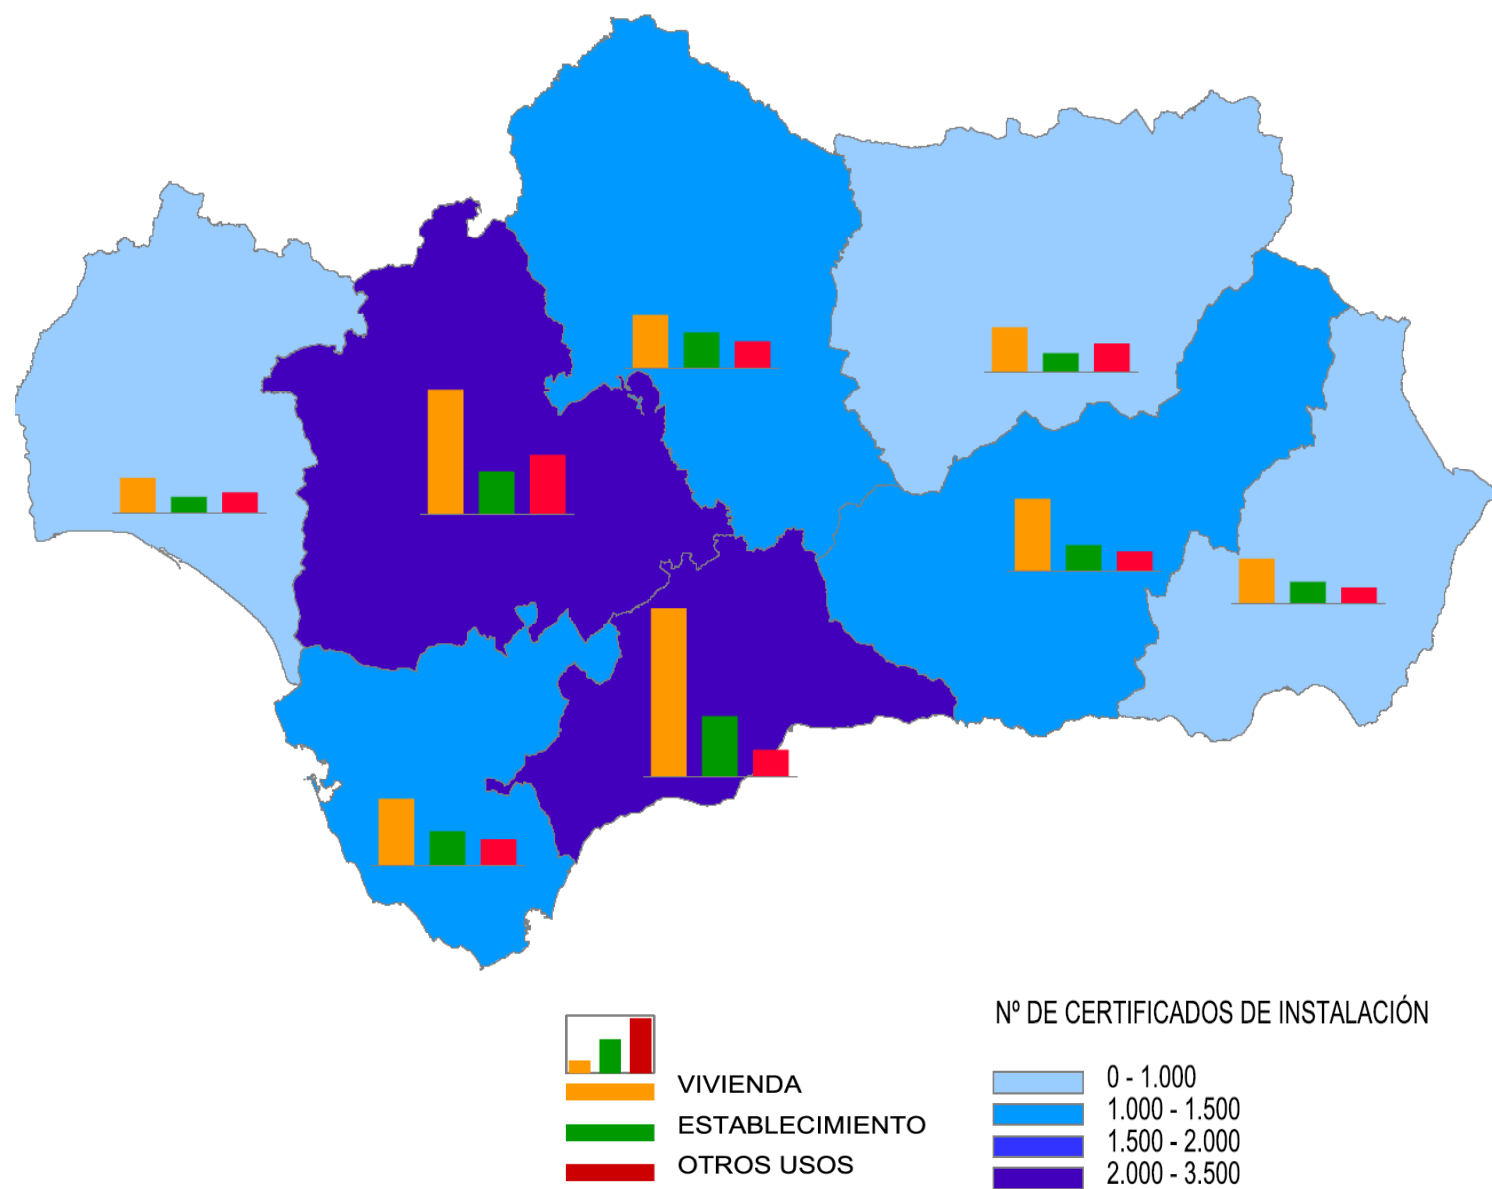 Nº DE CERTIFICADOS DE INSTALACIÓN
VIVIENDA
ESTABLECIMIENTO
OTROS USOS
0 - 1.000
1.000 - 1.500
1.500 - 2.000
2.000 - 3.500